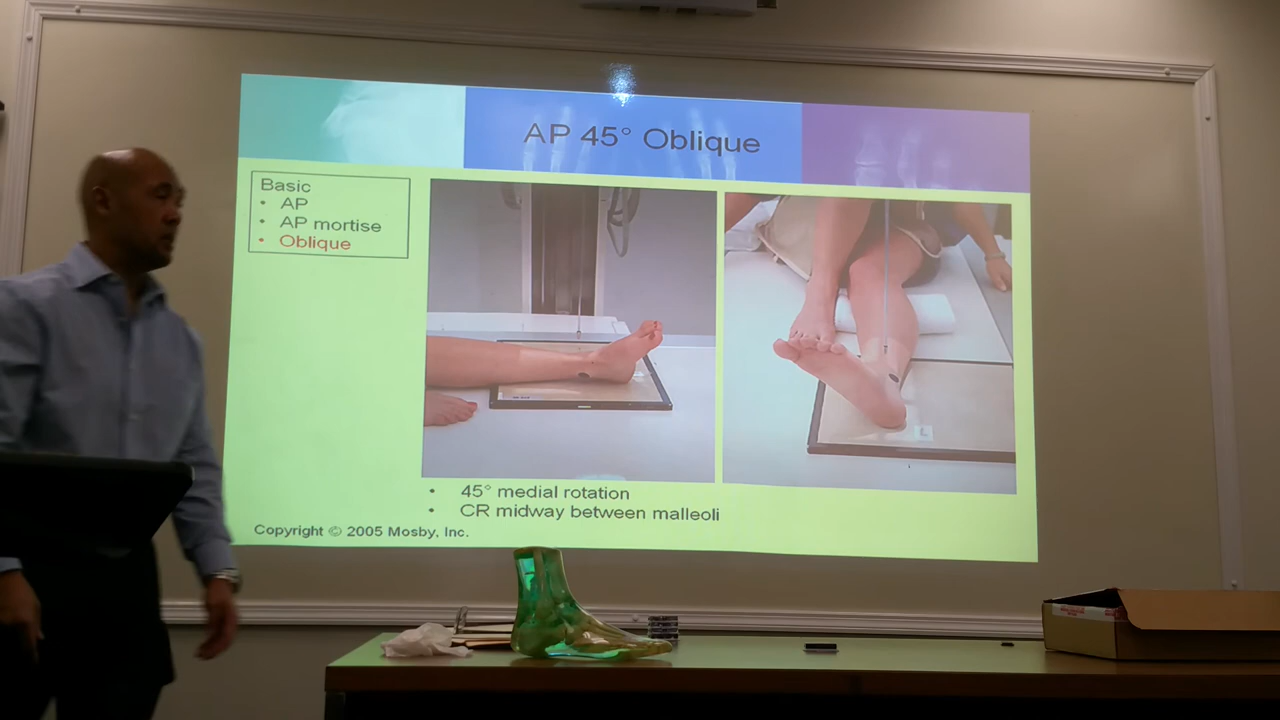 AP 45° Oblique
Basic
• AP
• AP mortise
• Oblique
• 45° medial rotation
• CR midway between malleoli
Copyright © 2005 Mosby, Inc.